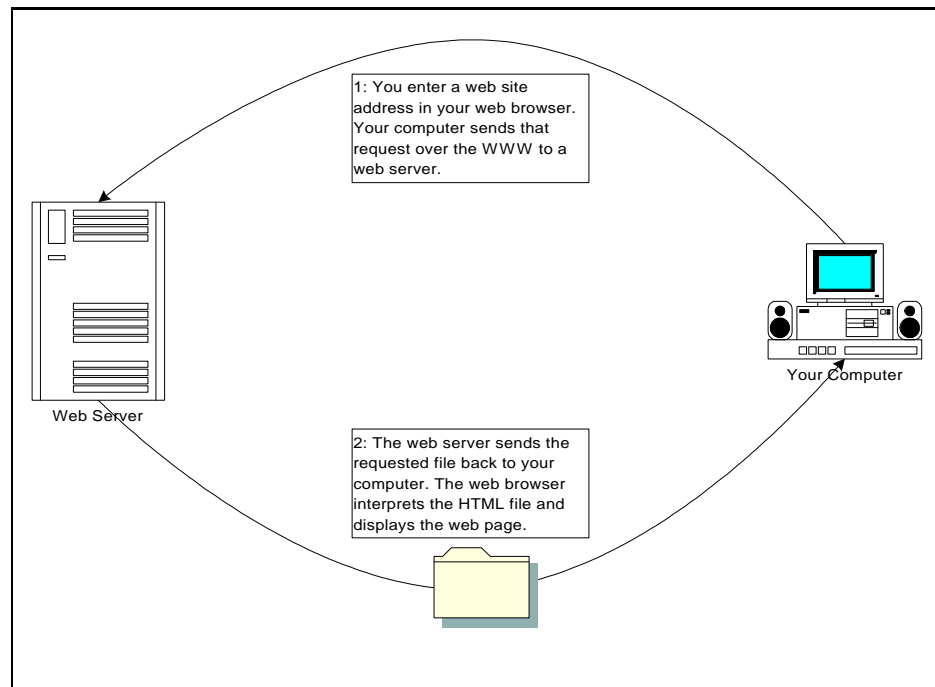 1: You enter a web site
address in your web browser.
Your computer sends that
request over the WWW to a
web server.
Your Computer
Web Server
2: The web server sends the
requested file back to your
computer. The web browser
interprets the HTML file and
displays the web page.